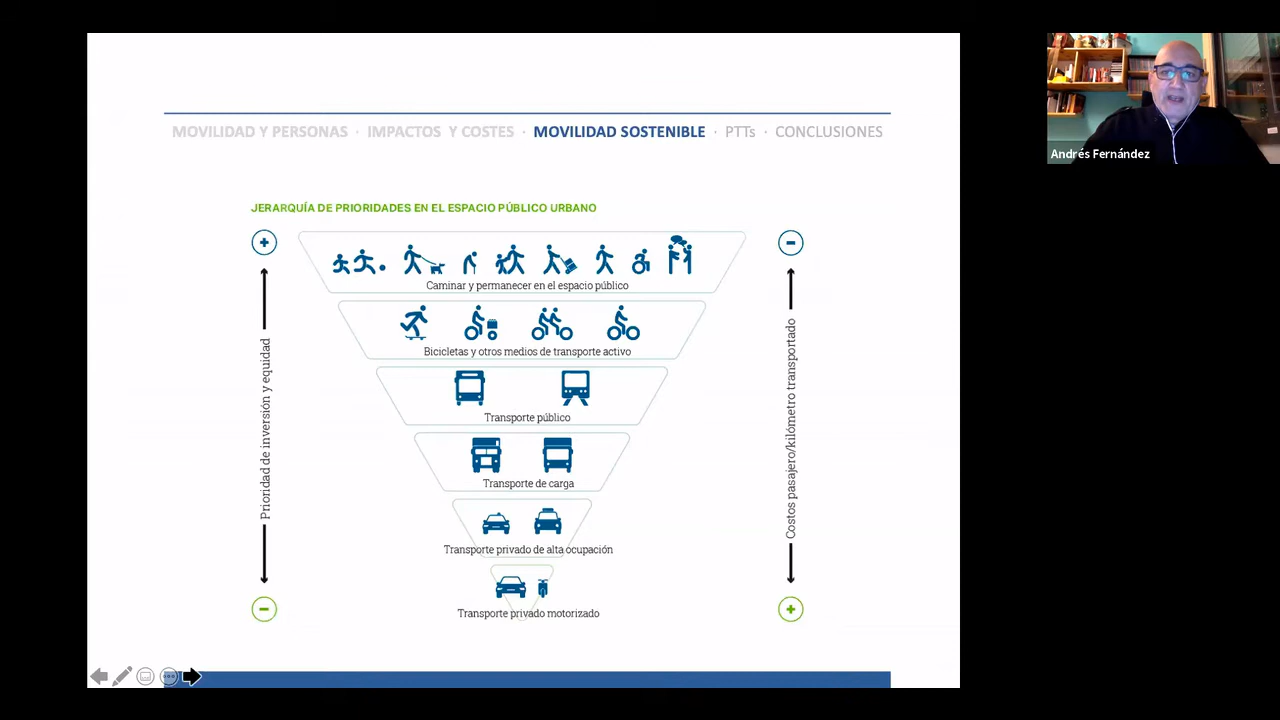 MOVILIDAD Y PERSONAS · IMPACTOS Y COSTES · MOVILIDAD SOSTENIBLE · PTTs · CONCLUSIONES
JERARQUÍA DE PRIORIDADES EN EL ESPACIO PÚBLICO URBANO
Caminar y permanecer en el espacio público
Bicicletas y otros medios de transporte activo
Transporte público
Transporte de carga
Transporte privado de alta ocupación
Transporte privado motorizado
Prioridad de inversión y equidad
Costos pasajero/kilómetro transportado
Andrés Fernández